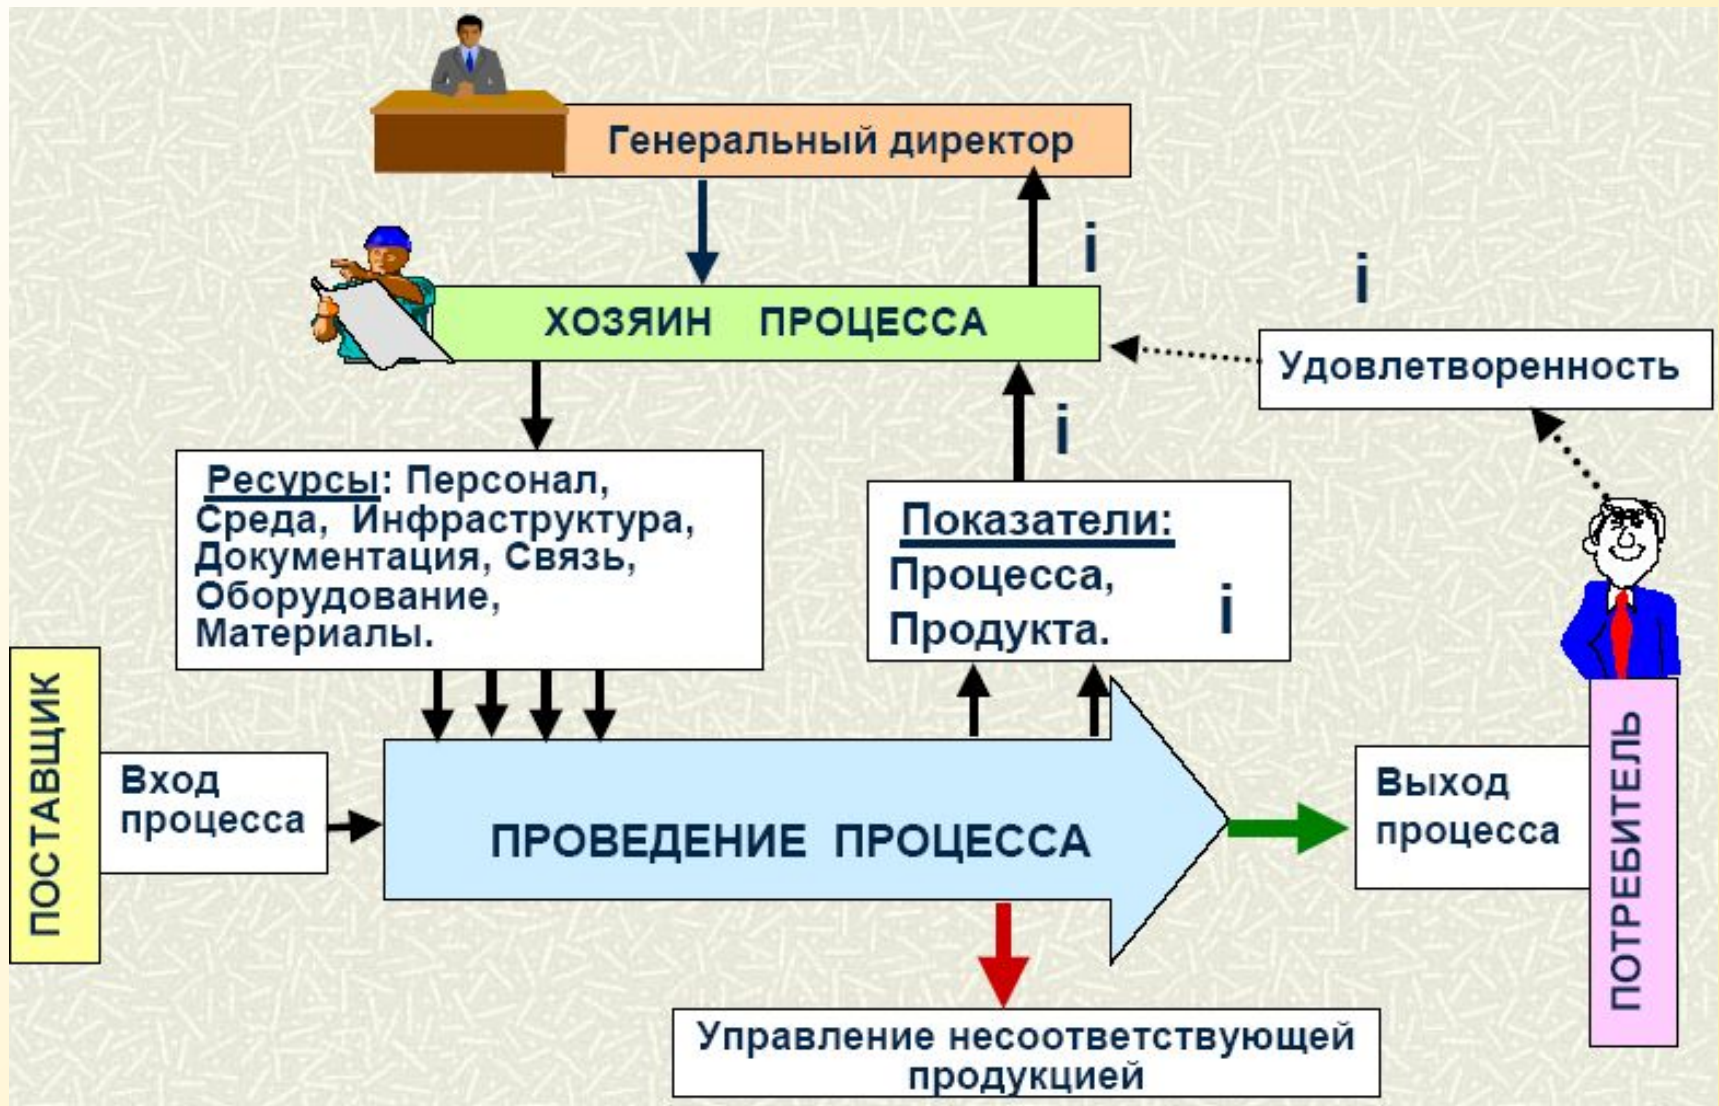 Генеральный директор
i
i
ХОЗЯИН ПРОЦЕССА
Удовлетворенность
i
Ресурсы: Персонал,
Среда, Инфраструктура,
Документация, Связь,
Оборудование,
Материалы.
Показатели:
Процесса,
Продукта.
i
ПОСТАВЩИК
Вход
процесса
ПРОВЕДЕНИЕ ПРОЦЕССА
Выход
процесса
ПОТРЕБИТЕЛЬ
Управление несоответствующей
продукцией